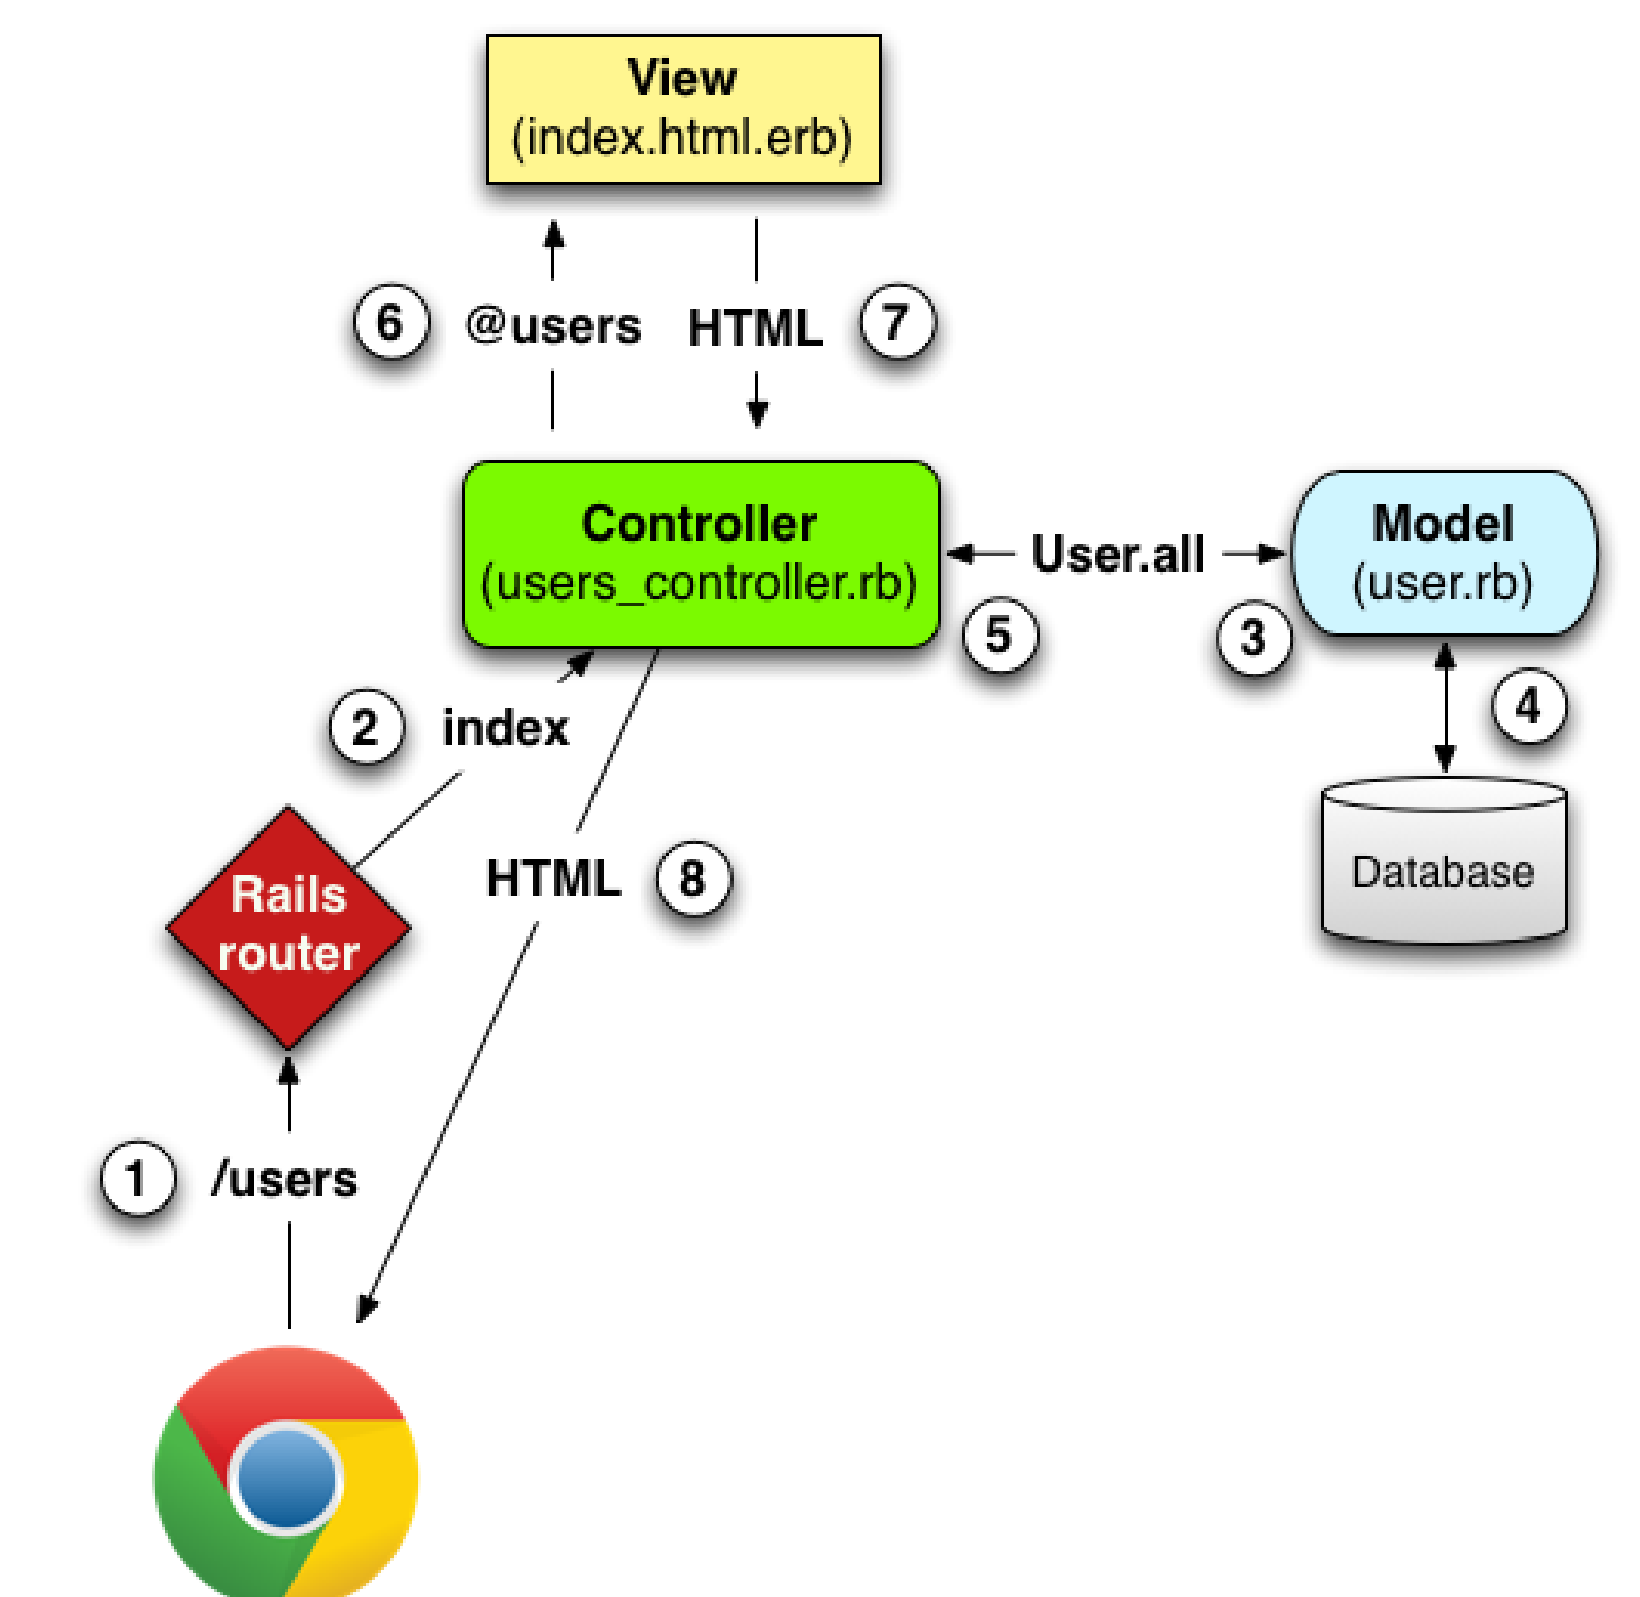 View
(index.html.erb)
6 @users HTML 7
Controller
(users_controller.rb)
User.all
Model
(user.rb)
5
3
4
2 index
Database
Rails
router
HTML 8
1 /users